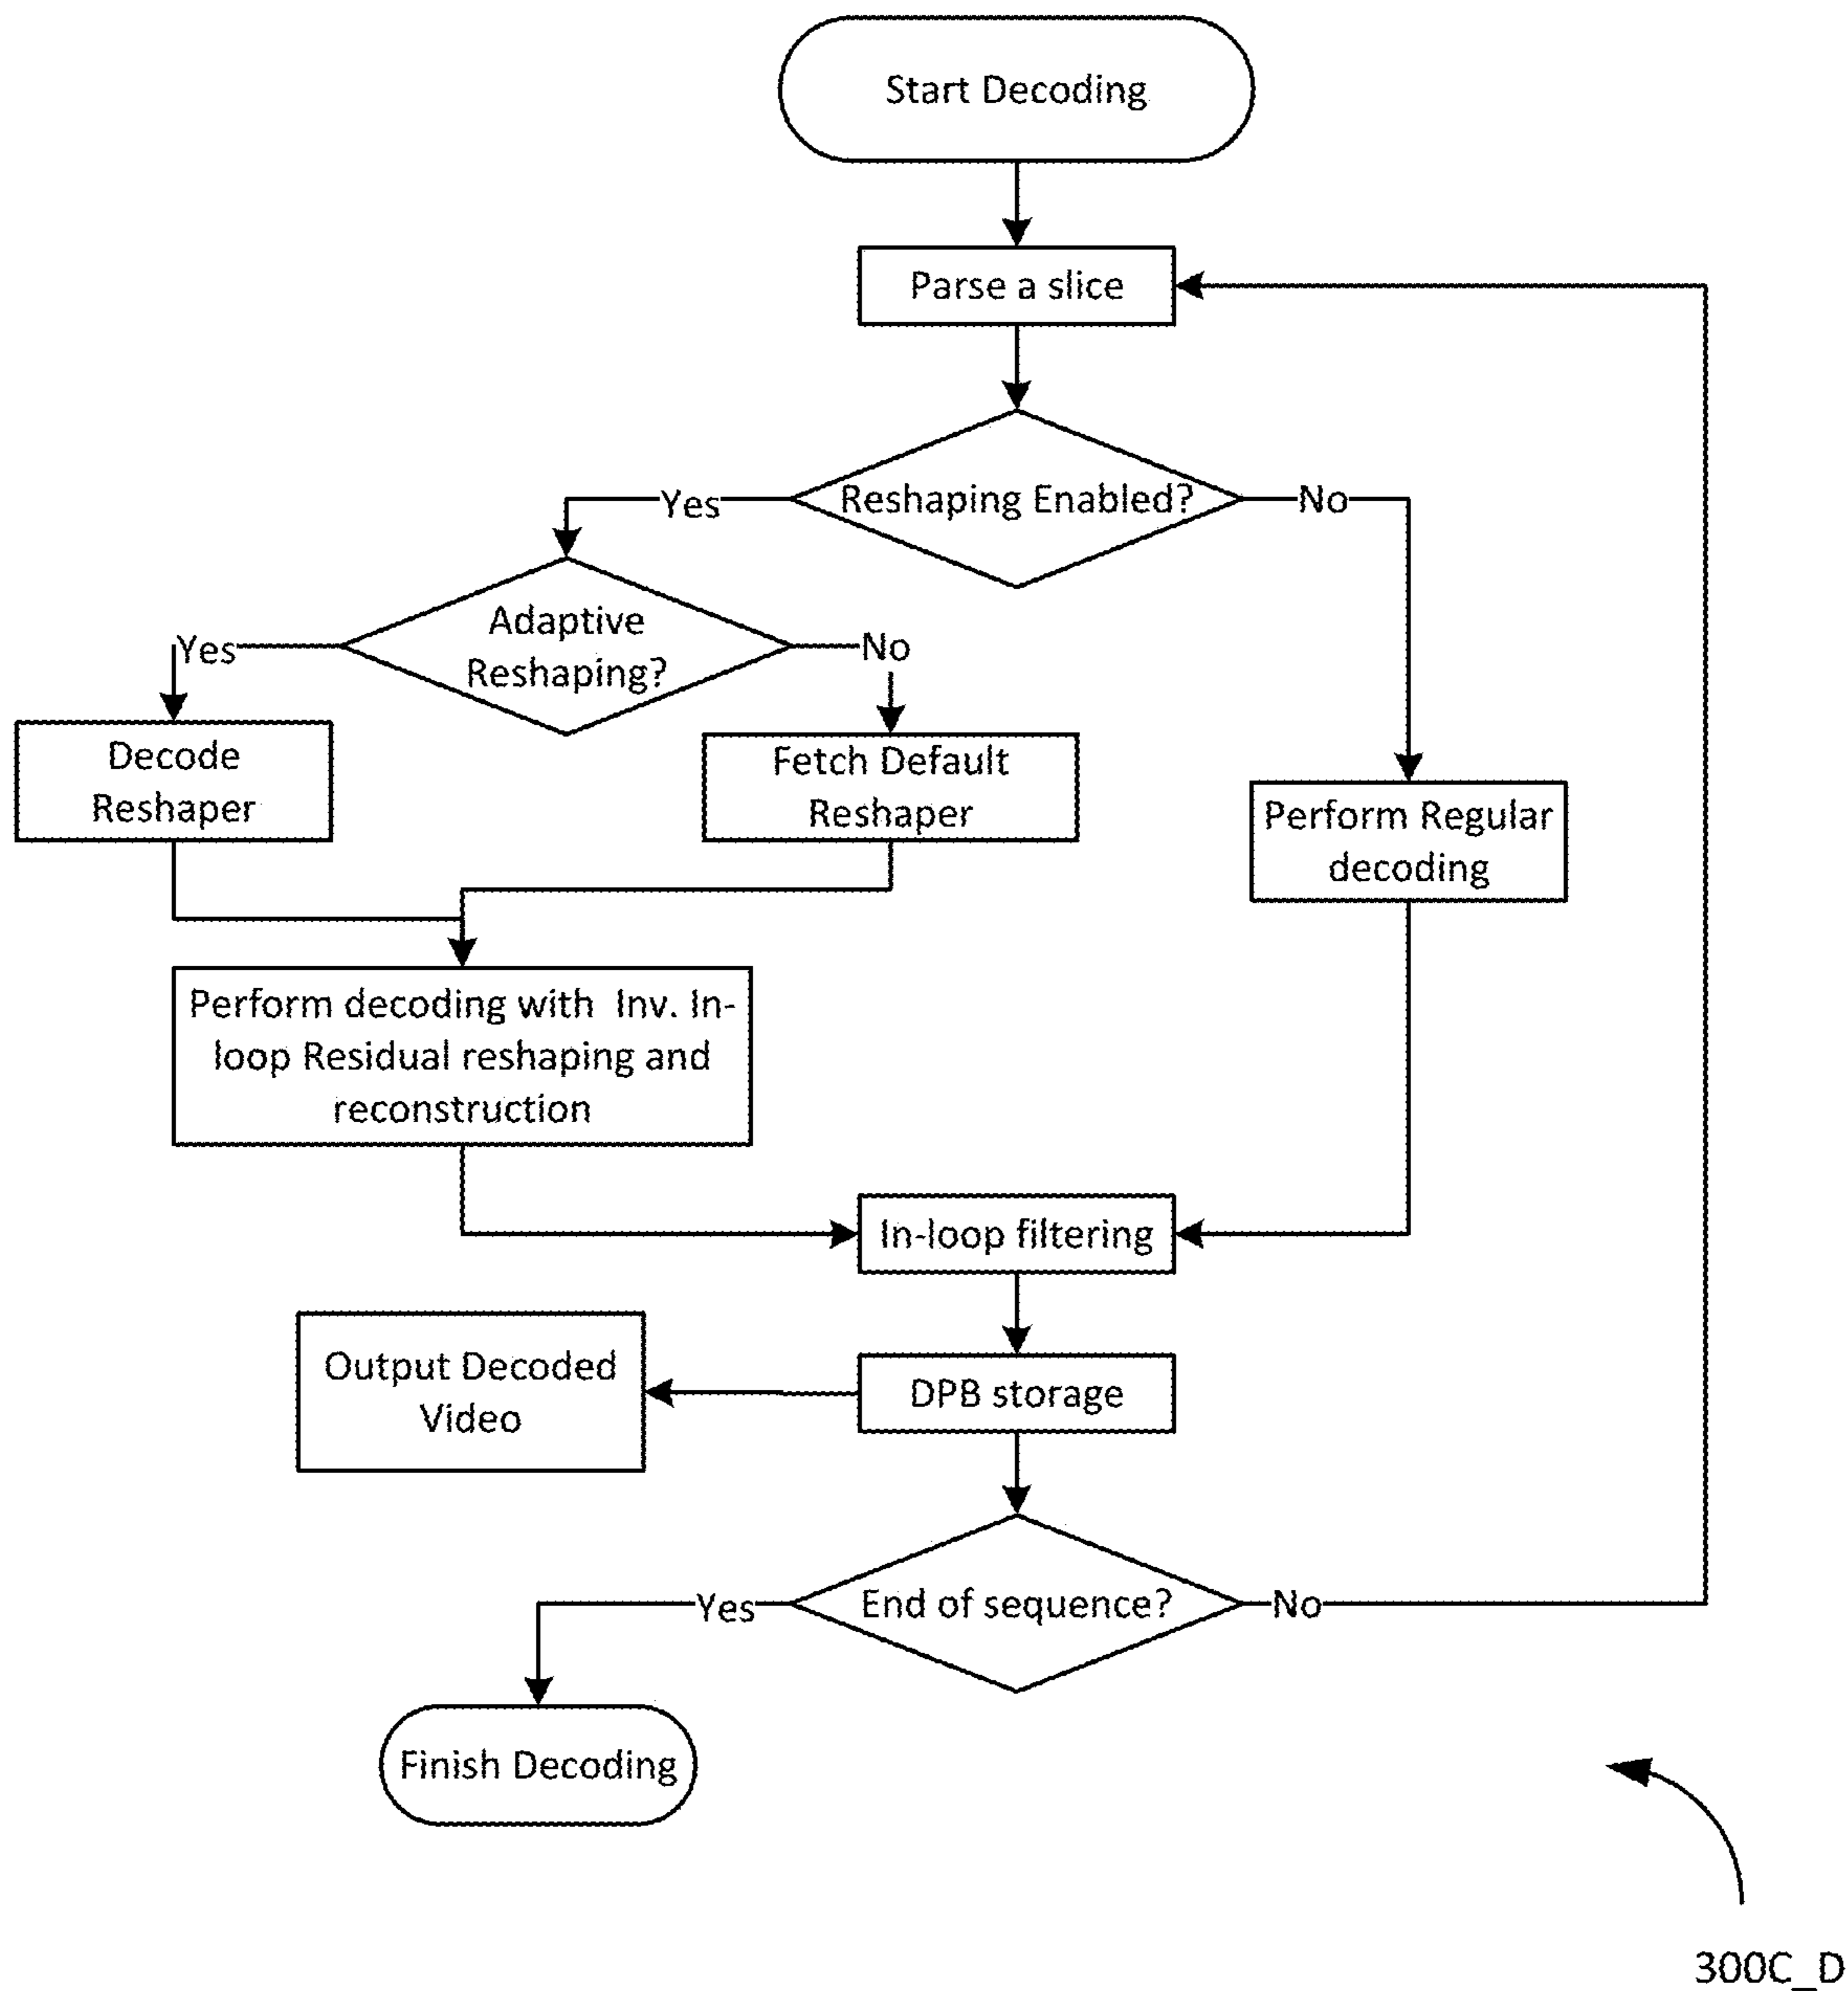 Start Decoding
Parse a slice
Reshaping Enabled?
Yes
No
Adaptive
Reshaping?
Yes
No
Decode
Reshaper
Fetch Default
Reshaper
Perform Regular
decoding
Perform decoding with Inv. In-
loop Residual reshaping and
reconstruction
In-loop filtering
Output Decoded
Video
DPB storage
End of sequence?
Yes
No
Finish Decoding
300C_D